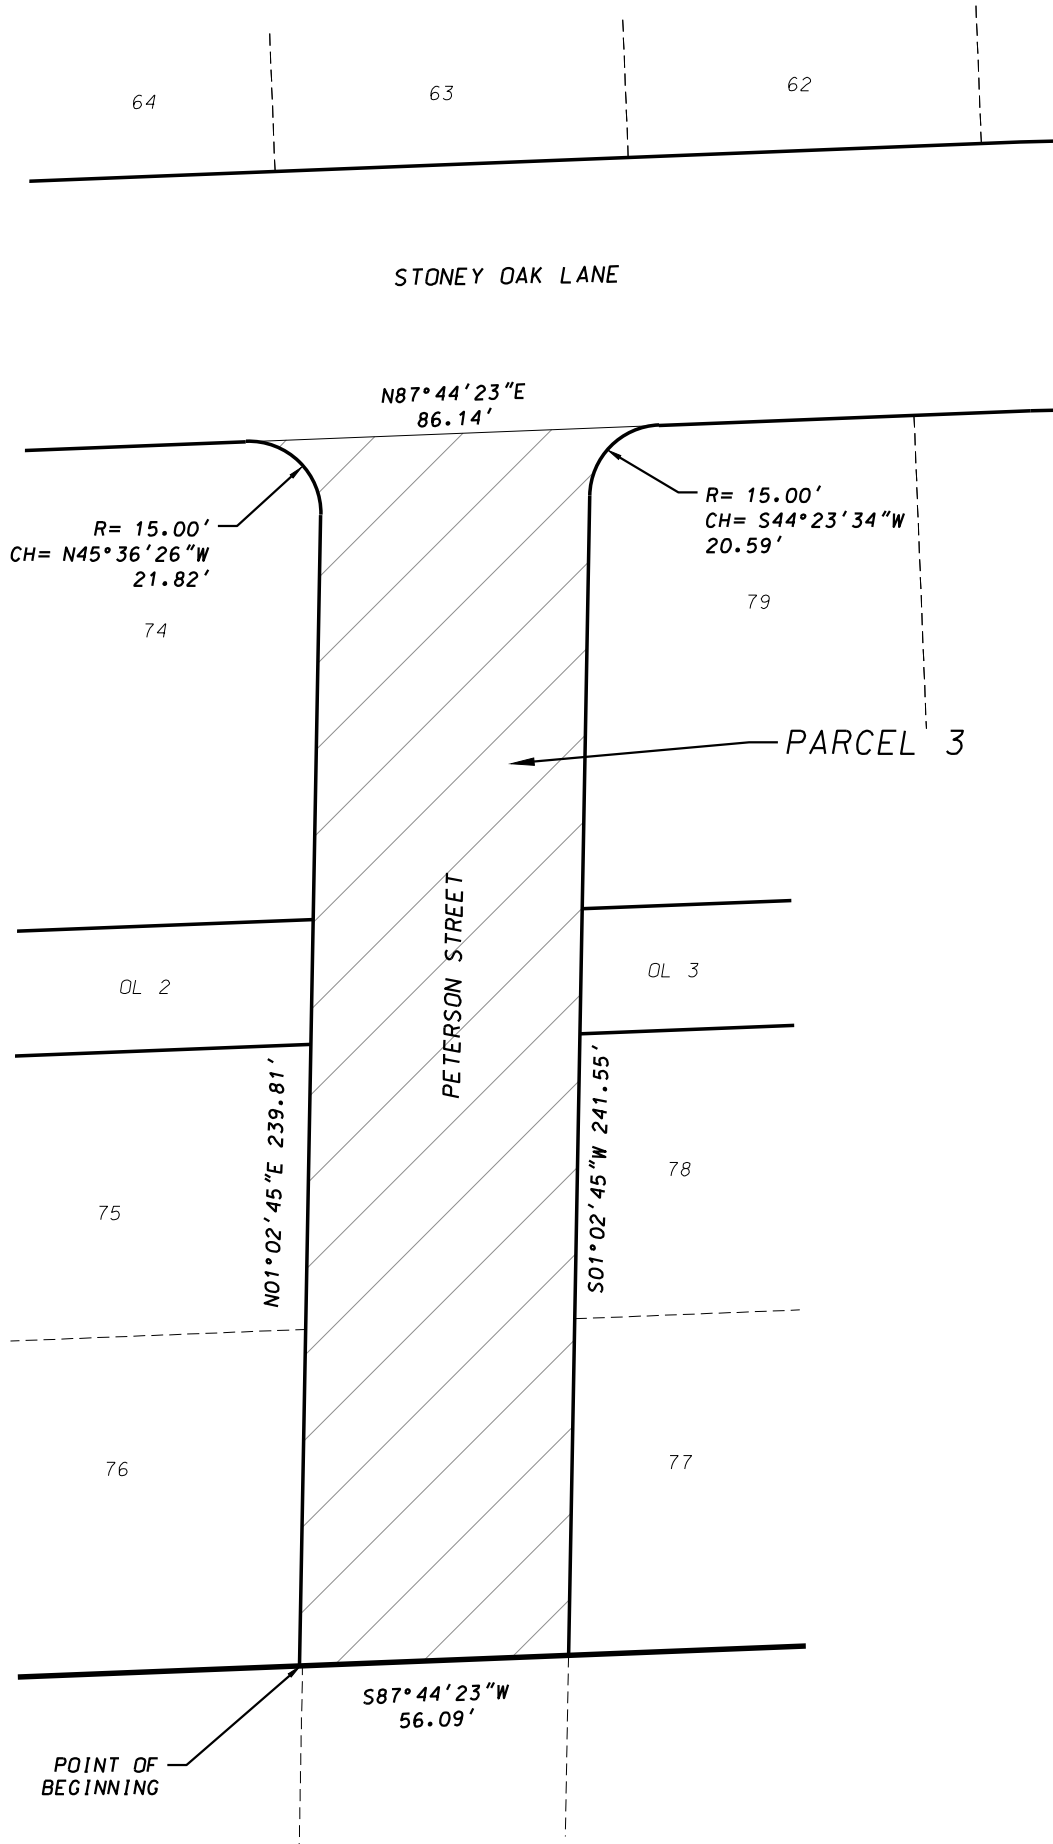 64
63
62
STONEY OAK LANE
N87°44'23"E
86.14'
R= 15.00'
CH= N45°36'26"W
21.82'
R= 15.00'
CH= S44°23'34"W
20.59'
74
79
PARCEL 3
PETERSON STREET
OL 2
OL 3
N01°02'45"E 239.81'
S01°02'45"W 241.55'
75
78
76
77
S87°44'23"W
56.09'
POINT OF
BEGINNING